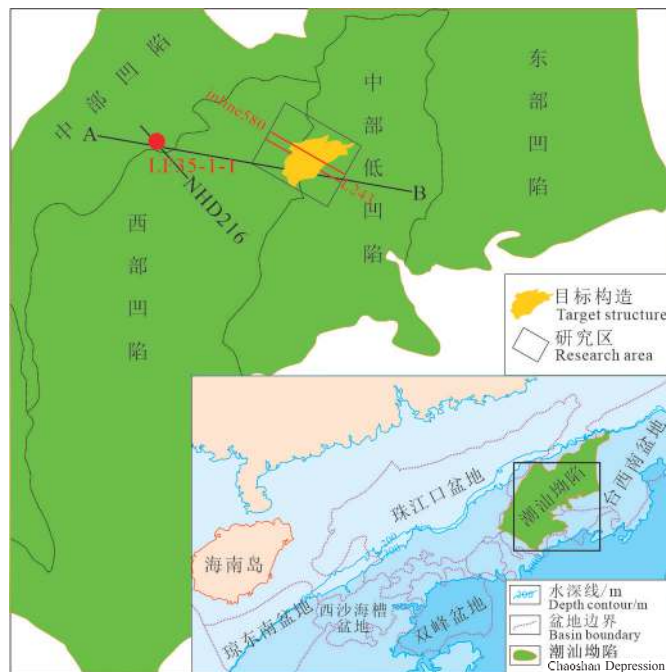 中部凹陷
A
inline580
LF35-1-1
NHD216
L243
B
中部低凹陷
东部凹陷
西部凹陷
目标构造
Target structure
研究区
Research area
珠江口盆地
潮汕坳陷
台西南盆地
海南岛
琼东南盆地
西沙海槽
盆地
双峰盆地
200
200
水深线/m
Depth contour/m
盆地边界
Basin boundary
潮汕坳陷
Chaoshan Depression